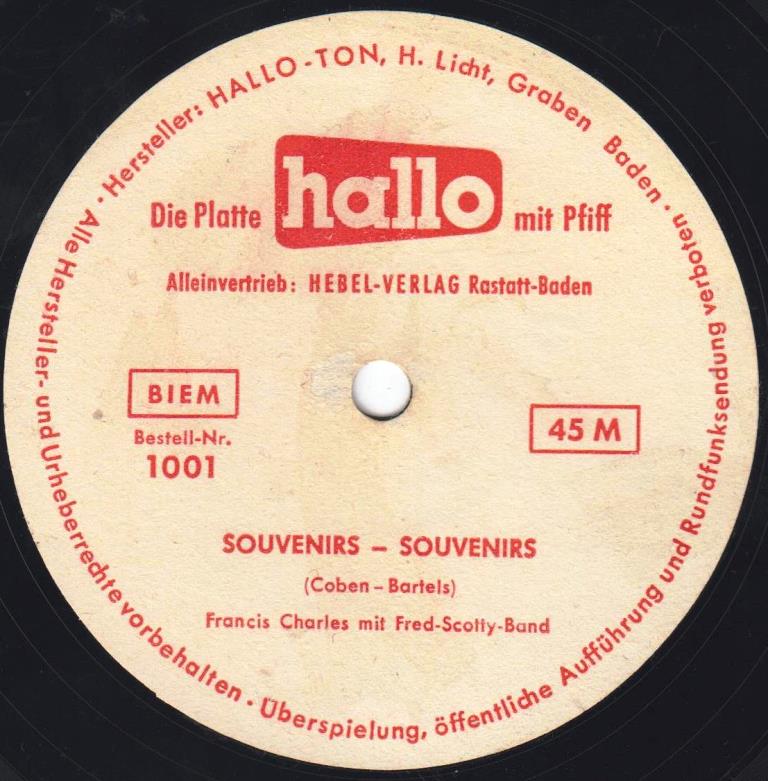 Hersteller: HALLO-TON, H. Licht, Graben Baden · Alle Hersteller- und Urheberrechte vorbehalten · Überspielung, öffentliche Aufführung und Rundfunksendung verboten ·
Die Platte hallo mit Pfiff
Alleinvertrieb: HEBEL-VERLAG Rastatt-Baden
BIEM
Bestell-Nr.
1001
45 M
SOUVENIRS – SOUVENIRS
(Coben – Bartels)
Francis Charles mit Fred-Scotty-Band